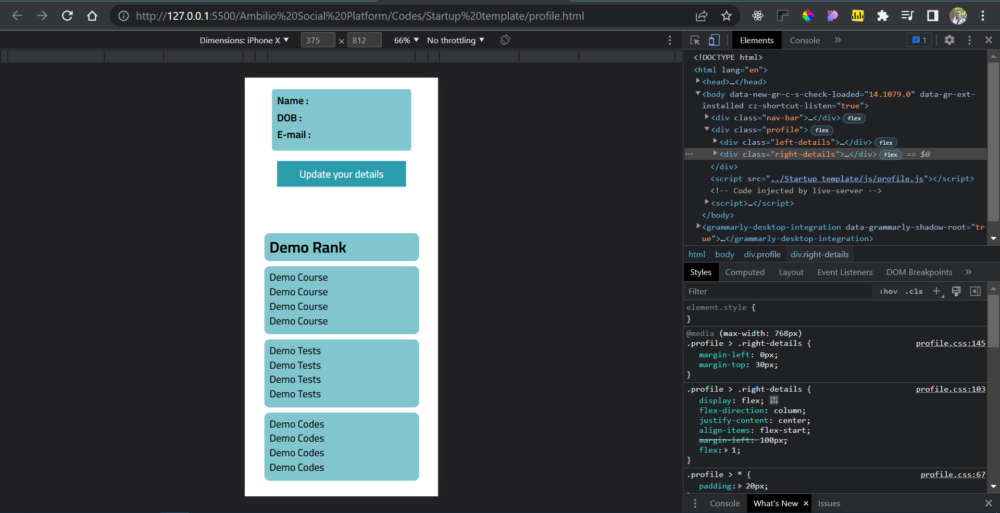 http://127.0.0.1:5500/Ambilio%20Social%20Platform/Codes/Startup%20template/profile.html
Dimensions: iPhone X ▼ 375 × 812 66% ▼ No throttling ▼
Elements Console » 1
Name :
DOB :
E-mail :
Update your details
Demo Rank
Demo Course
Demo Course
Demo Course
Demo Course
Demo Tests
Demo Tests
Demo Tests
Demo Tests
Demo Codes
Demo Codes
Demo Codes
Demo Codes
<!DOCTYPE html>
<html lang="en">
<head>…</head>
<body data-new-gr-c-s-check-loaded="14.1079.0" data-gr-ext-
installed cz-shortcut-listen="true">
<div class="nav-bar">…</div> flex
<div class="profile"> flex
<div class="left-details">…</div> flex
<div class="right-details">…</div> flex == $0
</div>
<script src="../Startup template/js/profile.js"></script>
<!-- Code injected by live-server -->
<script>…</script>
</body>
<grammarly-desktop-integration data-grammarly-shadow-root="tr
ue">…</grammarly-desktop-integration>
html body div.profile div.right-details
Styles Computed Layout Event Listeners DOM Breakpoints »
Filter :hov .cls +
element.style {
}
@media (max-width: 768px)
.profile > .right-details { profile.css:145
margin-left: 0px;
margin-top: 30px;
}
.profile > .right-details { profile.css:103
display: flex;
flex-direction: column;
justify-content: center;
align-items: flex-start;
margin-left: 100px;
flex: 1;
}
.profile > * { profile.css:67
padding: 20px;
Console What's New × Issues